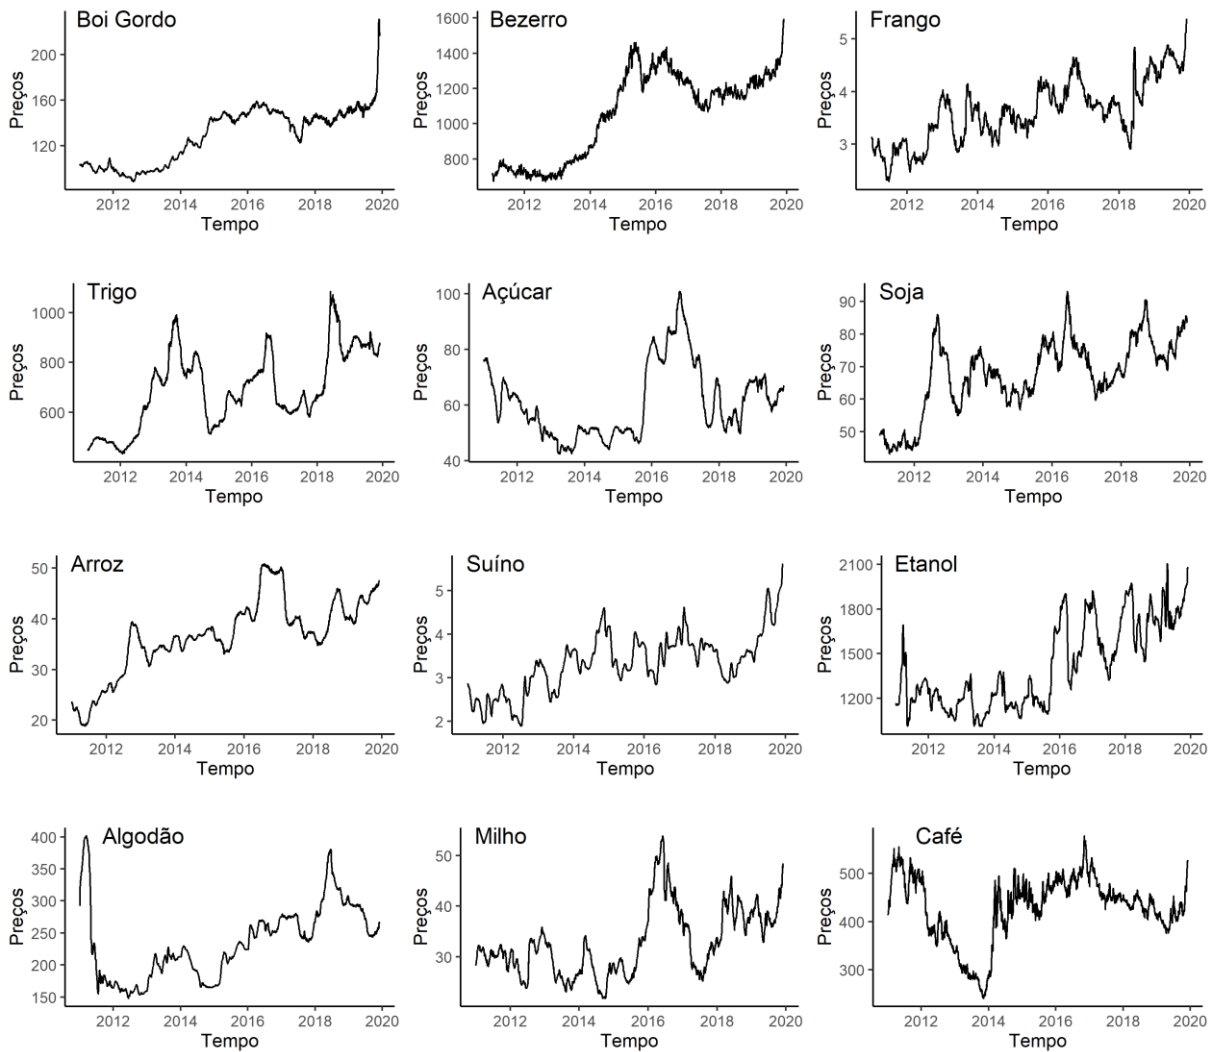 Boi Gordo
Preços
200
160
120
2012 2014 2016 2018 2020
Tempo
Bezerro
Preços
1600
1400
1200
1000
800
2012 2014 2016 2018 2020
Tempo
Frango
Preços
5
4
3
2012 2014 2016 2018 2020
Tempo
Trigo
Preços
1000
800
600
2012 2014 2016 2018 2020
Tempo
Açúcar
Preços
100
80
60
40
2012 2014 2016 2018 2020
Tempo
Soja
Preços
90
80
70
60
50
2012 2014 2016 2018 2020
Tempo
Arroz
Preços
50
40
30
20
2012 2014 2016 2018 2020
Tempo
Suíno
Preços
5
4
3
2
2012 2014 2016 2018 2020
Tempo
Etanol
Preços
2100
1800
1500
1200
2012 2014 2016 2018 2020
Tempo
Algodão
Preços
400
350
300
250
200
150
2012 2014 2016 2018 2020
Tempo
Milho
Preços
50
40
30
2012 2014 2016 2018 2020
Tempo
Café
Preços
500
400
300
2012 2014 2016 2018 2020
Tempo